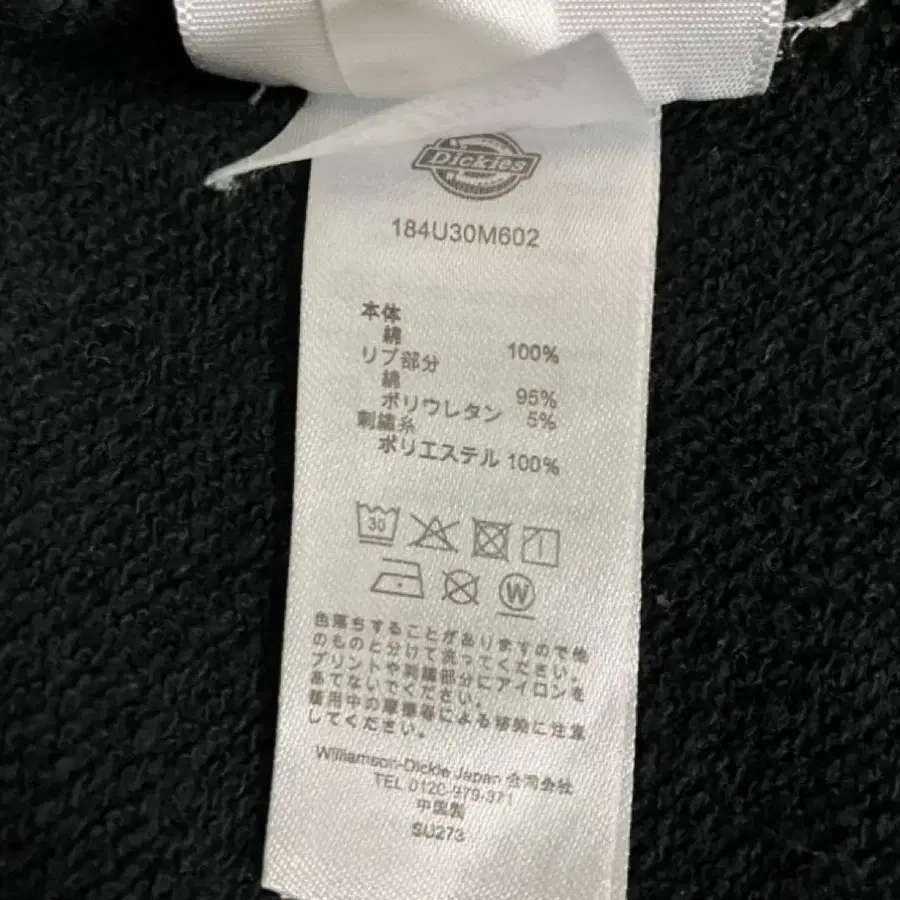 Dickies
184U30M602
本体
綿 100%
リブ部分
綿 95%
ポリウレタン 5%
刺繍糸
ポリエステル 100%
30
W
色落ちすることがありますので他
のものと分けて洗ってください。
プリントや刺繍部分にアイロンを
あてないでください。
着用中の摩擦等による移染に注意
してください。
Williamson-Dickie Japan 合同会社
TEL 0120-979-371
中国製
SU273